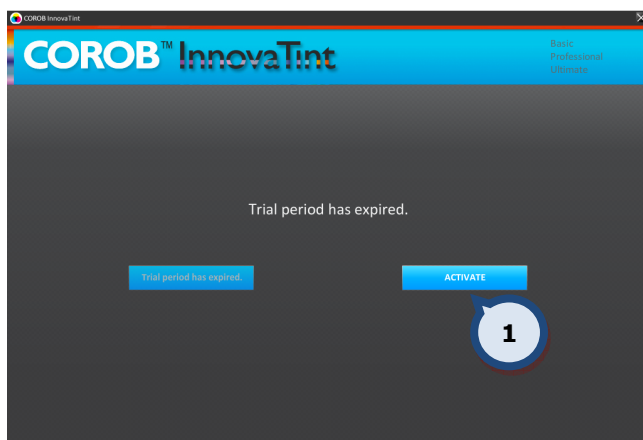 COROB InnovaTint
COROB™ InnovaTint
Basic
Professional
Ultimate
Trial period has expired.
Trial period has expired.
ACTIVATE
1